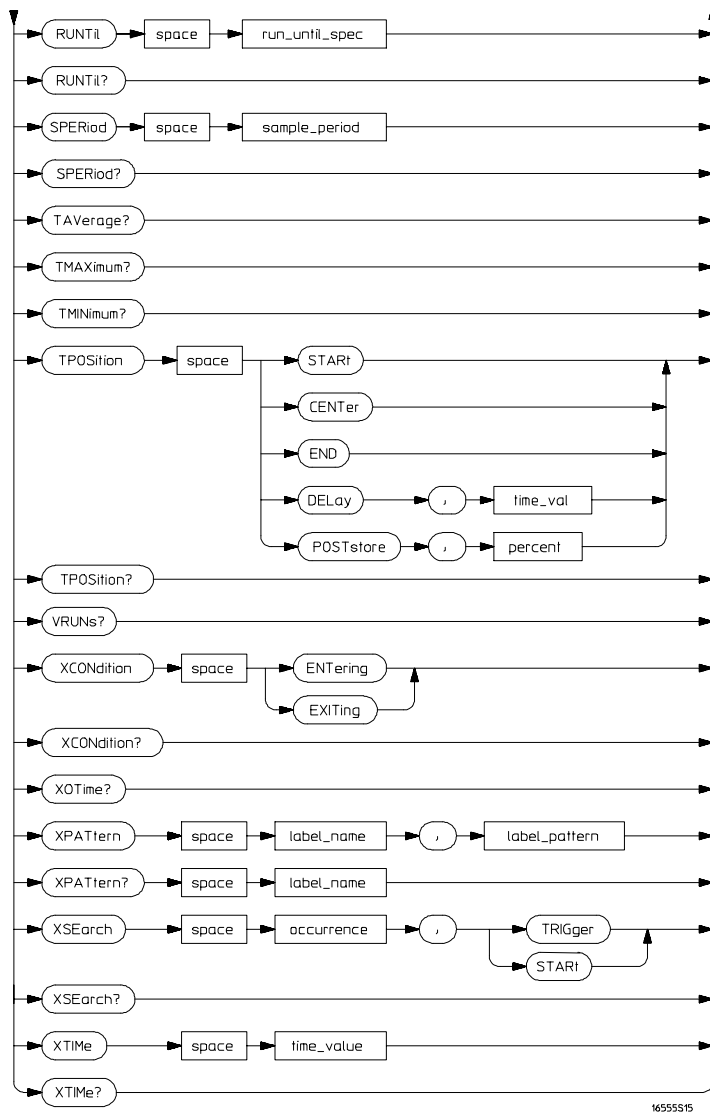 RUNTil space run_until_spec
RUNTil?
SPERiod space sample_period
SPERiod?
TAVerage?
TMAXimum?
TMINimum?
TPOSition space STARt
CENTer
END
DELay , time_val
POSTstore , percent
TPOSition?
VRUNs?
XCONdition space ENTering
EXITing
XCONdition?
XOTime?
XPATtern space label_name , label_pattern
XPATtern? space label_name
XSEarch space occurrence , TRIGger
STARt
XSEarch?
XTIMe space time_value
XTIMe?
16555S15